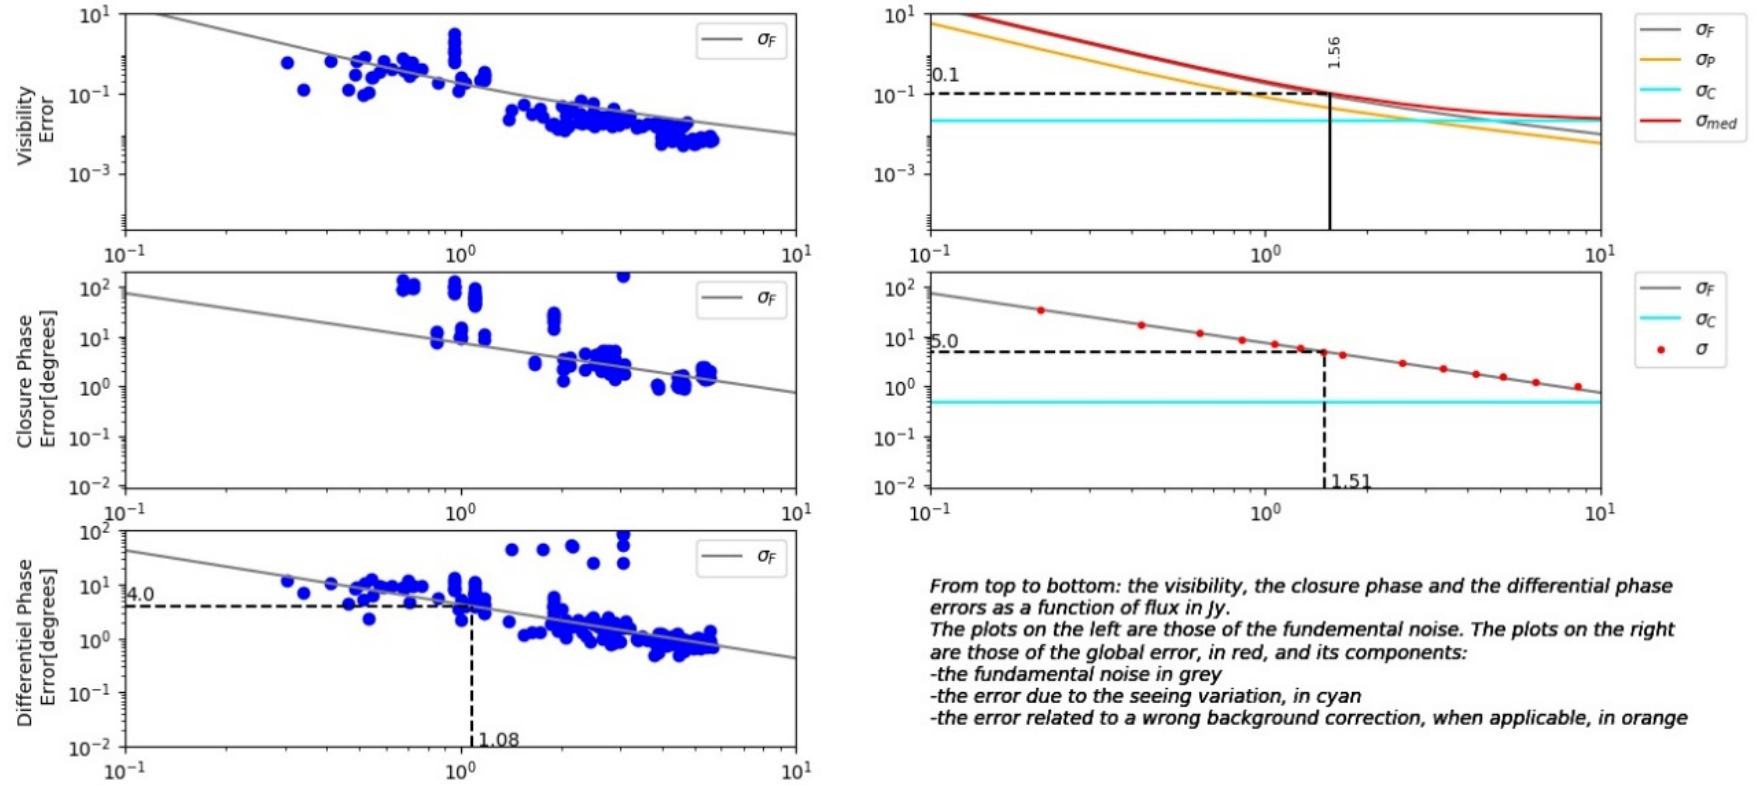 10¹
10⁻¹
10⁻³
Visibility
Error
σF
10⁻¹
10⁰
10¹
10¹
10⁻¹
10⁻³
0.1
1.56
10⁻¹
10⁰
10¹
σF
σP
σC
σmed
10²
10¹
10⁰
10⁻¹
10⁻²
Closure Phase
Error[degrees]
σF
10⁻¹
10⁰
10¹
10²
10¹
10⁰
10⁻¹
10⁻²
5.0
1.51
10⁻¹
10⁰
10¹
σF
σC
σ
10²
10¹
10⁰
10⁻¹
10⁻²
Differentiel Phase
Error[degrees]
4.0
1.08
σF
10⁻¹
10⁰
10¹
From top to bottom: the visibility, the closure phase and the differential phase
errors as a function of flux in Jy.
The plots on the left are those of the fundemental noise. The plots on the right
are those of the global error, in red, and its components:
-the fundamental noise in grey
-the error due to the seeing variation, in cyan
-the error related to a wrong background correction, when applicable, in orange